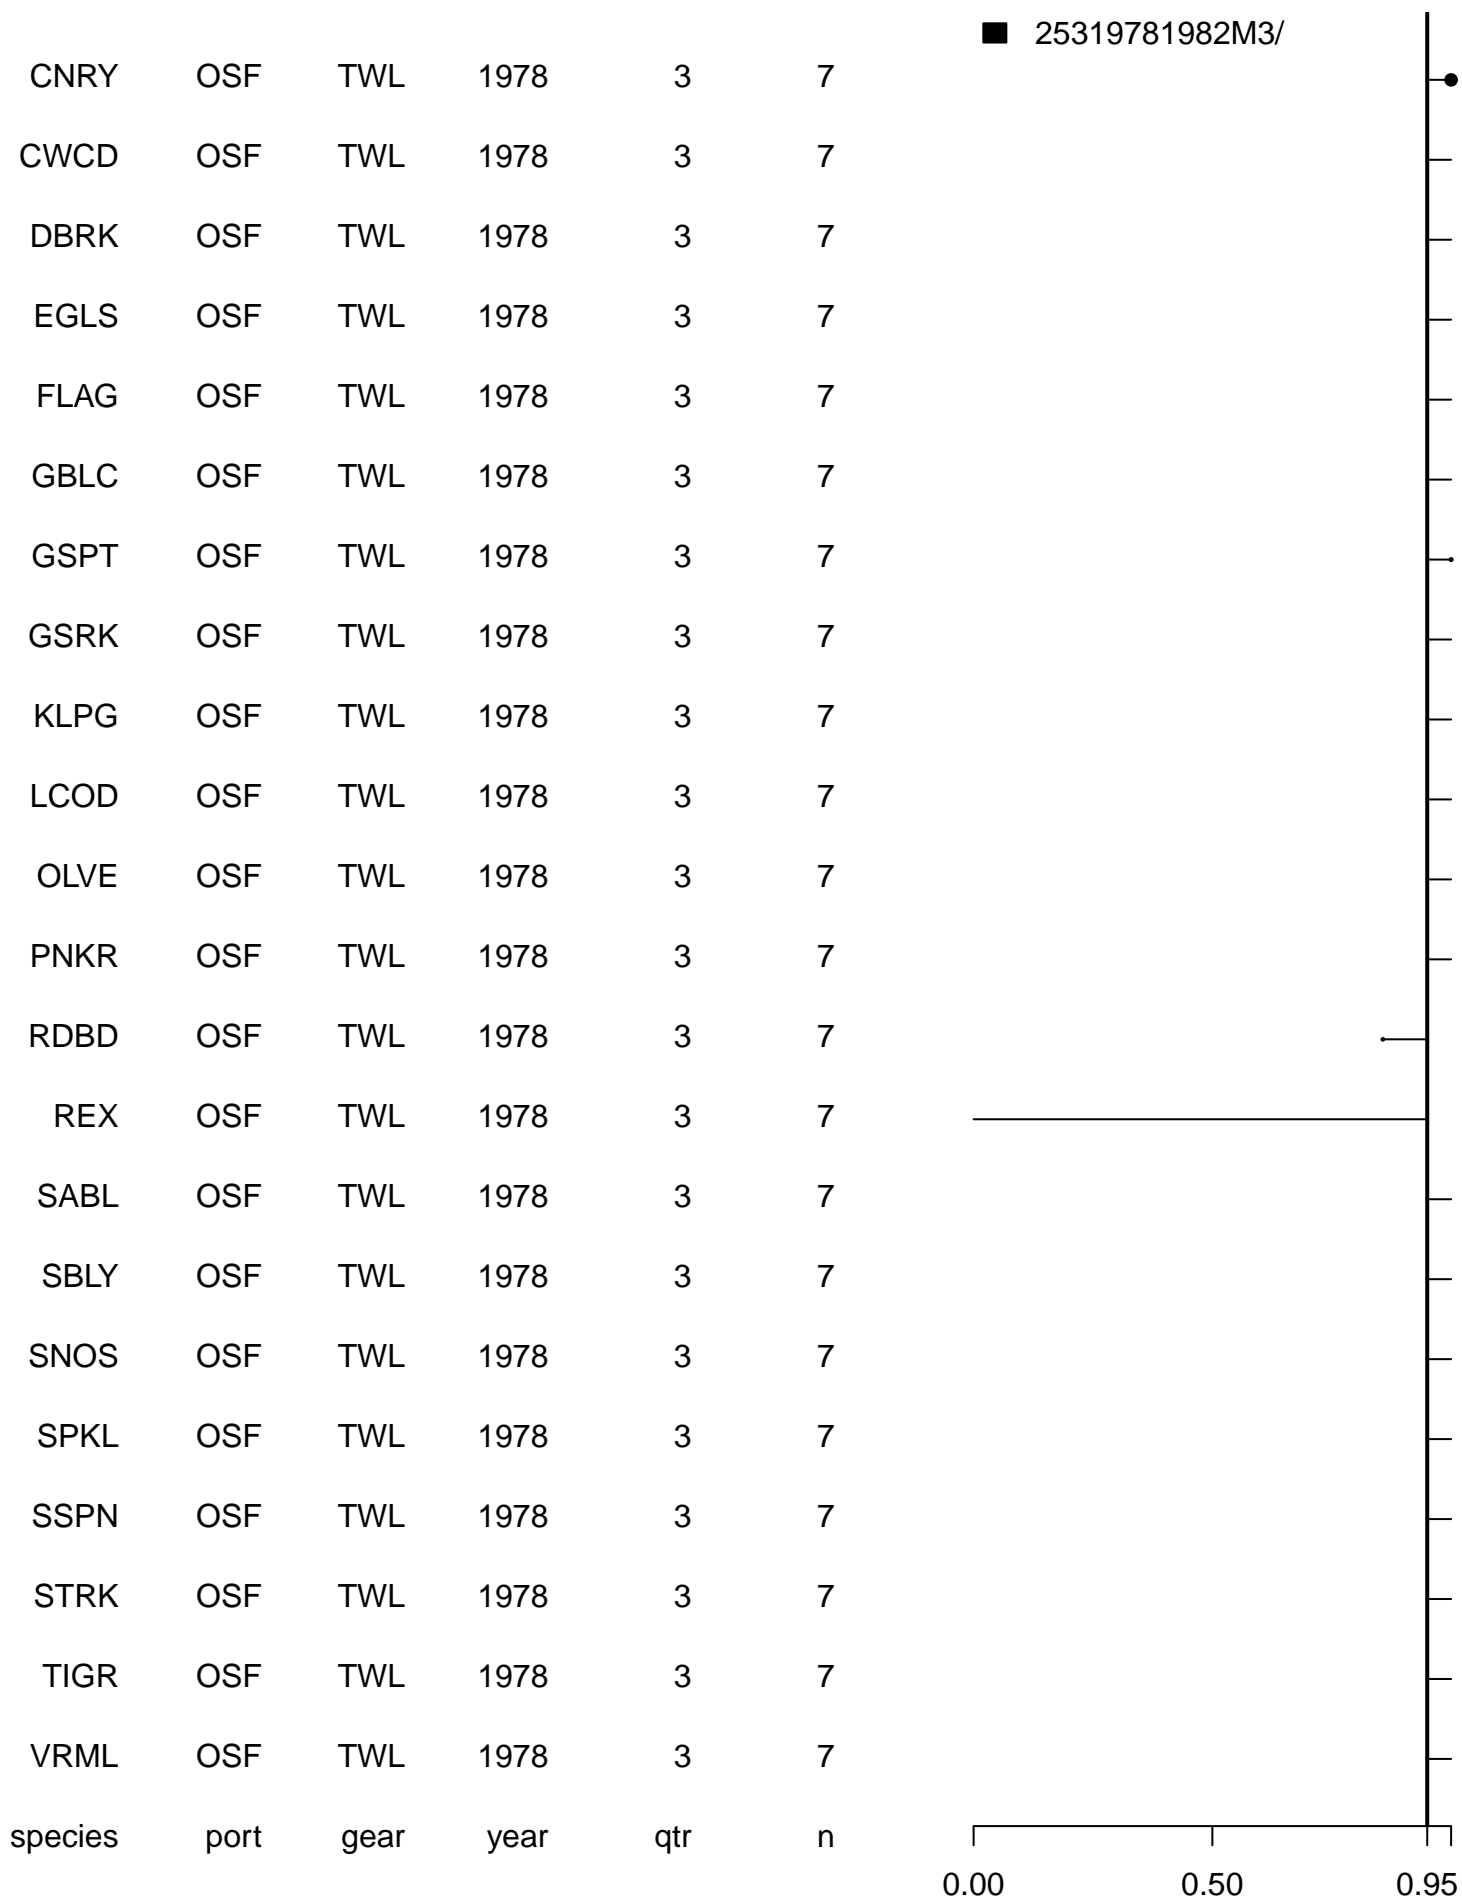 25319781982M3/
CNRY OSF TWL 1978 3 7
CWCD OSF TWL 1978 3 7
DBRK OSF TWL 1978 3 7
EGLS OSF TWL 1978 3 7
FLAG OSF TWL 1978 3 7
GBLC OSF TWL 1978 3 7
GSPT OSF TWL 1978 3 7
GSRK OSF TWL 1978 3 7
KLPG OSF TWL 1978 3 7
LCOD OSF TWL 1978 3 7
OLVE OSF TWL 1978 3 7
PNKR OSF TWL 1978 3 7
RDBD OSF TWL 1978 3 7
REX OSF TWL 1978 3 7
SABL OSF TWL 1978 3 7
SBLY OSF TWL 1978 3 7
SNOS OSF TWL 1978 3 7
SPKL OSF TWL 1978 3 7
SSPN OSF TWL 1978 3 7
STRK OSF TWL 1978 3 7
TIGR OSF TWL 1978 3 7
VRML OSF TWL 1978 3 7
species port gear year qtr n
0.00 0.50 0.95